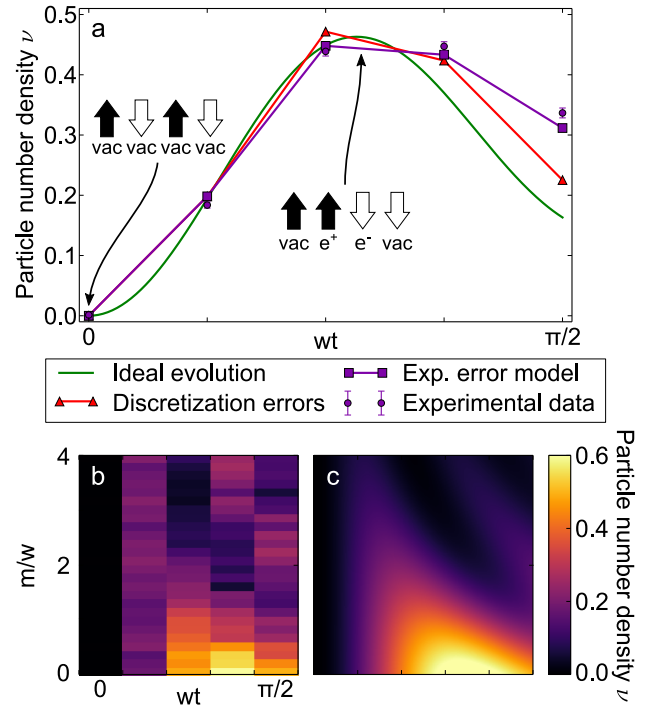 Particle number density ν
a
0.5
0.4
0.3
0.2
0.1
0.0
vac vac vac vac
vac e⁺ e⁻ vac
0 wt π/2
Ideal evolution
Discretization errors
Exp. error model
Experimental data
b
m/w
4
2
0
0 wt π/2
c
0.6
0.4
0.2
0.0
Particle number density ν